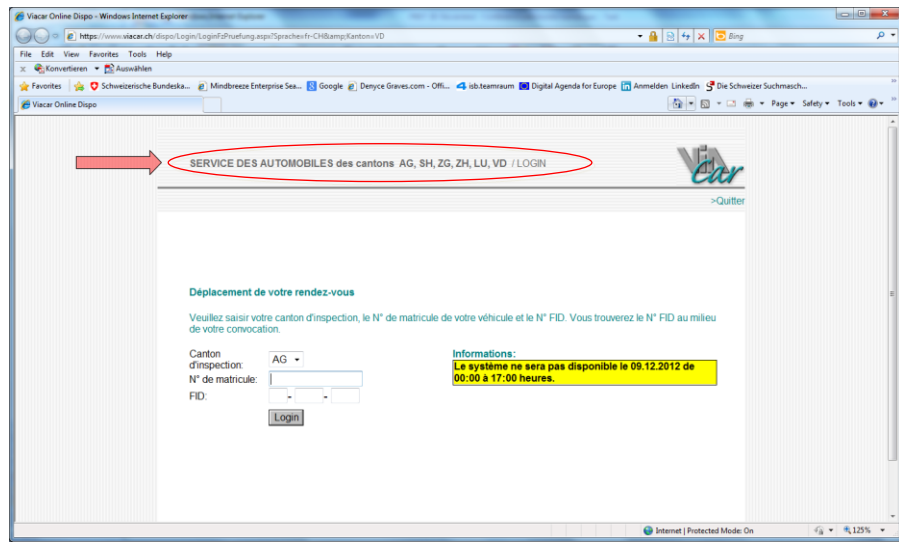 Viacar Online Dispo - Windows Internet Explorer
https://www.viacar.ch/dispo/Login/LoginFzPruefung.aspx?Sprache=fr-CH&amp;Kanton=VD
Bing
File Edit View Favorites Tools Help
x Konvertieren Auswählen
Favorites Schweizerische Bundeska... Mindbreeze Enterprise Sea... Google Denyce Graves.com - Offi... isb.teamraum Digital Agenda for Europe Anmelden LinkedIn Die Schweizer Suchmasch...
Viacar Online Dispo
Page Safety Tools
SERVICE DES AUTOMOBILES des cantons AG, SH, ZG, ZH, LU, VD / LOGIN
VIA Car
>Quitter
Déplacement de votre rendez-vous
Veuillez saisir votre canton d'inspection, le N° de matricule de votre véhicule et le N° FID. Vous trouverez le N° FID au milieu
de votre convocation.
Canton
d'inspection:
AG
N° de matricule:
FID:
- -
Login
Informations:
Le système ne sera pas disponible le 09.12.2012 de
00:00 à 17:00 heures.
Internet | Protected Mode: On
125%